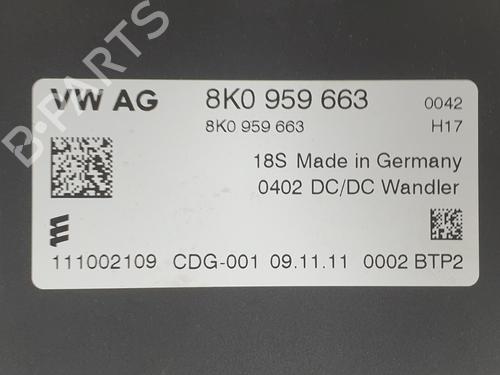 B-PARTS
VW AG 8K0 959 663 0042
8K0 959 663 H17
18S Made in Germany
0402 DC/DC Wandler
111002109 CDG-001 09.11.11 0002 BTP2